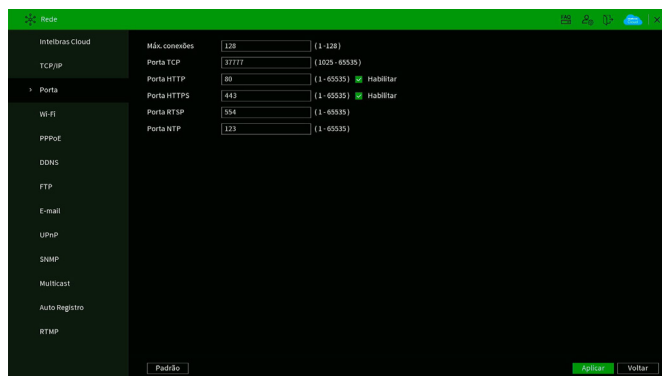 Rede
Intelbras Cloud
TCP/IP
Porta
Wi-Fi
PPPoE
DDNS
FTP
E-mail
UPnP
SNMP
Multicast
Auto Registro
RTMP
Máx. conexões 128 (1-128)
Porta TCP 37777 (1025-65535)
Porta HTTP 80 (1-65535) Habilitar
Porta HTTPS 443 (1-65535) Habilitar
Porta RTSP 554 (1-65535)
Porta NTP 123 (1-65535)
Padrão Aplicar Voltar